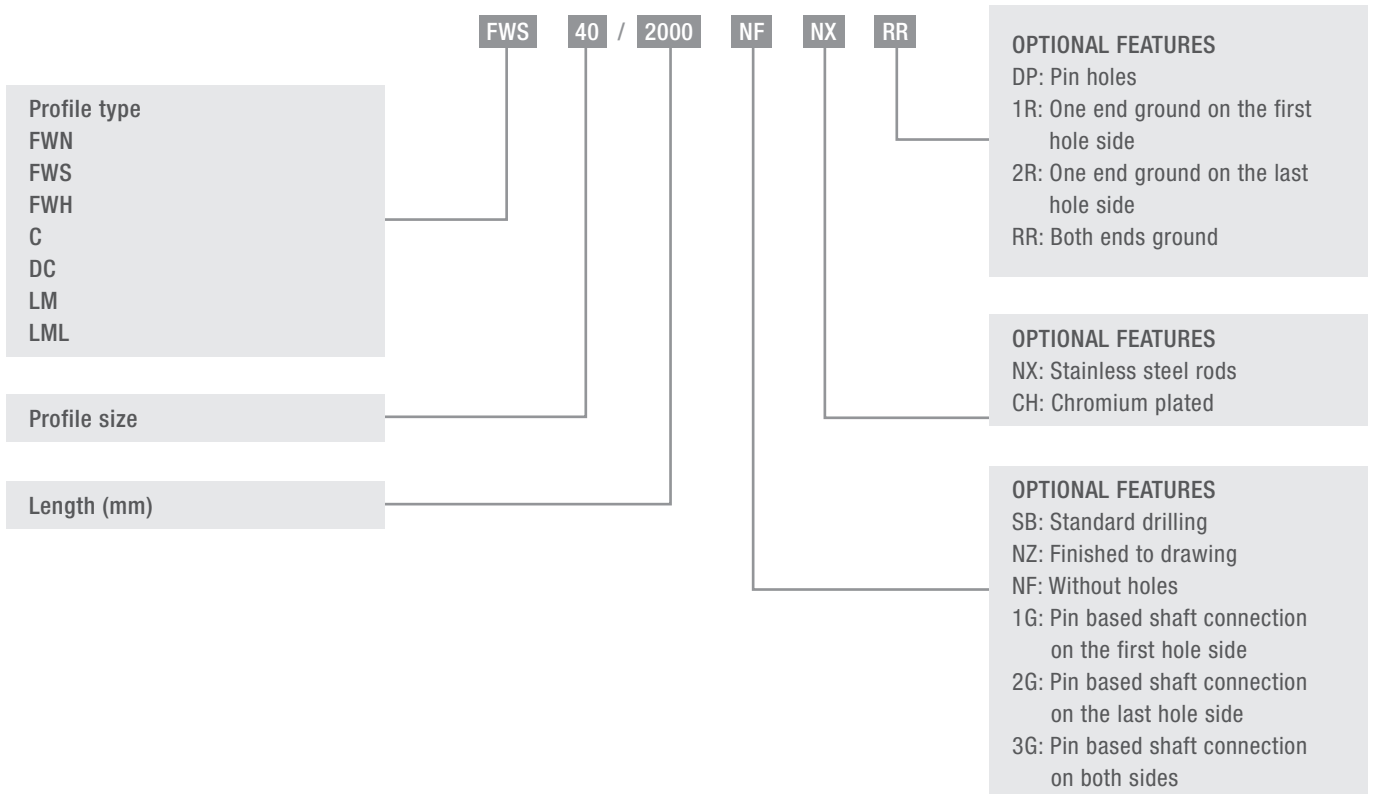 FWS 40 / 2000 NF NX RR
Profile type
FWN
FWS
FWH
C
DC
LM
LML
Profile size
Length (mm)
OPTIONAL FEATURES
DP: Pin holes
1R: One end ground on the first
hole side
2R: One end ground on the last
hole side
RR: Both ends ground
OPTIONAL FEATURES
NX: Stainless steel rods
CH: Chromium plated
OPTIONAL FEATURES
SB: Standard drilling
NZ: Finished to drawing
NF: Without holes
1G: Pin based shaft connection
on the first hole side
2G: Pin based shaft connection
on the last hole side
3G: Pin based shaft connection
on both sides